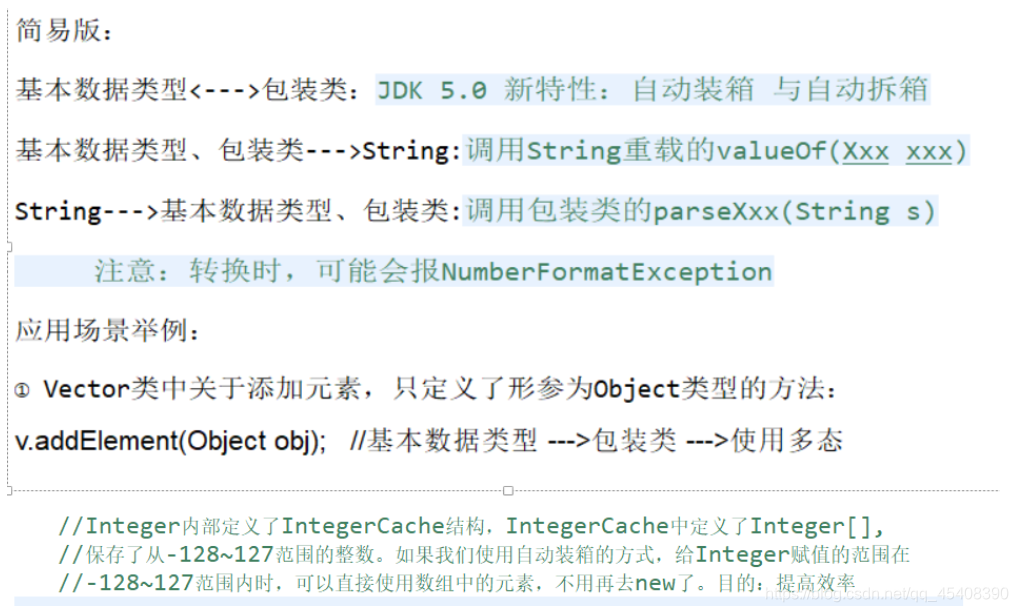 简易版：
基本数据类型<--->包装类：JDK 5.0 新特性：自动装箱 与自动拆箱
基本数据类型、包装类--->String:调用String重载的valueOf(Xxx xxx)
String--->基本数据类型、包装类:调用包装类的parseXxx(String s)
注意：转换时，可能会报NumberFormatException
应用场景举例：
① Vector类中关于添加元素，只定义了形参为Object类型的方法：
v.addElement(Object obj); //基本数据类型 --->包装类 --->使用多态
//Integer内部定义了IntegerCache结构，IntegerCache中定义了Integer[],
//保存了从-128~127范围的整数。如果我们使用自动装箱的方式，给Integer赋值的范围在
//-128~127范围内时，可以直接使用数组中的元素，不用再去new了。目的：提高效率
https://blog.csdn.net/qq_45408390